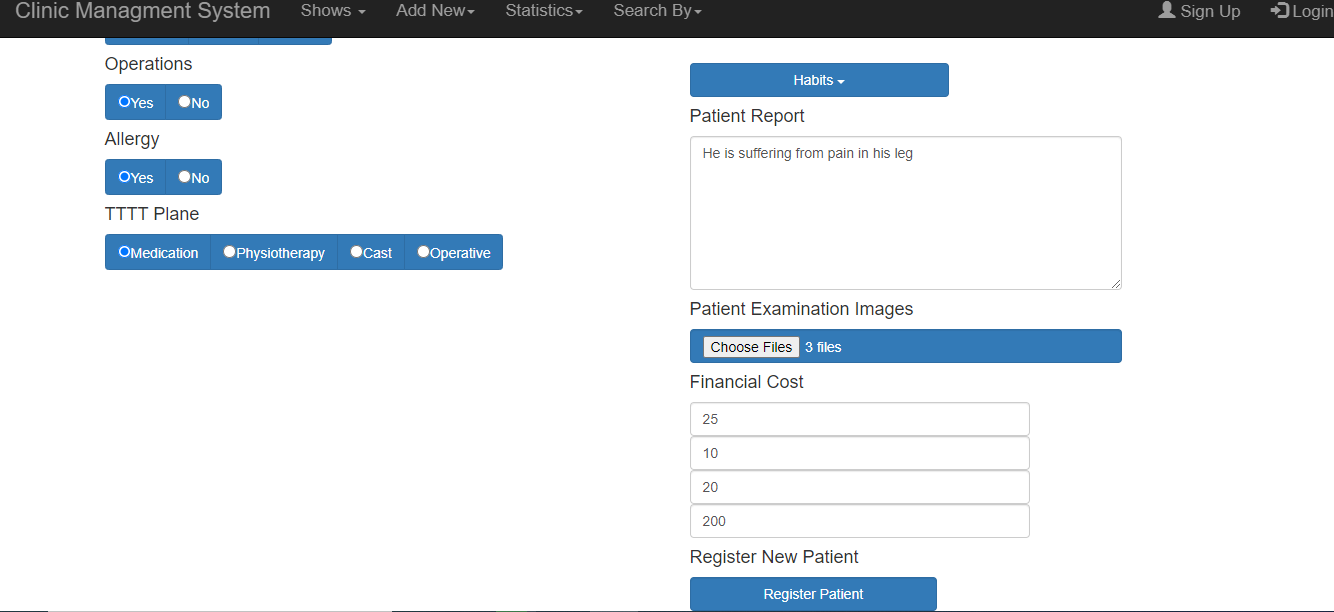 Clinic Managment System Shows Add New Statistics Search By Sign Up Login
Operations
Yes No
Allergy
Yes No
TTTT Plane
Medication Physiotherapy Cast Operative
Habits
Patient Report
He is suffering from pain in his leg
Patient Examination Images
Choose Files 3 files
Financial Cost
25
10
20
200
Register New Patient
Register Patient